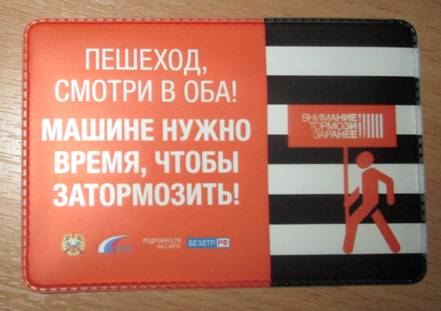 ПЕШЕХОД,
СМОТРИ В ОБА!
МАШИНЕ НУЖНО
ВРЕМЯ, ЧТОБЫ
ЗАТОРМОЗИТЬ!
ПОДРОБНОСТИ
НА САЙТЕ
БЕЗДТП.РФ
ВНИМАНИЕ!
ТОРМОЗИ
ЗАРАНЕЕ!